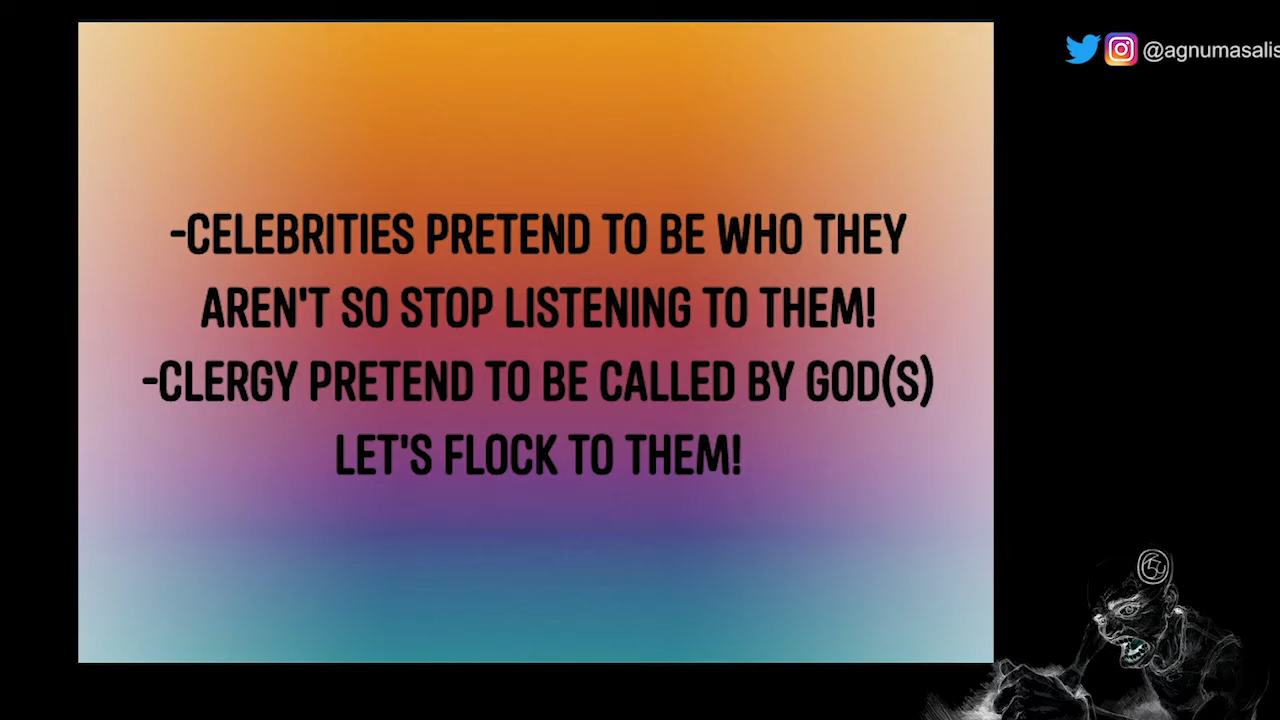 @agnumasalis
-CELEBRITIES PRETEND TO BE WHO THEY
AREN'T SO STOP LISTENING TO THEM!
-CLERGY PRETEND TO BE CALLED BY GOD(S)
LET'S FLOCK TO THEM!